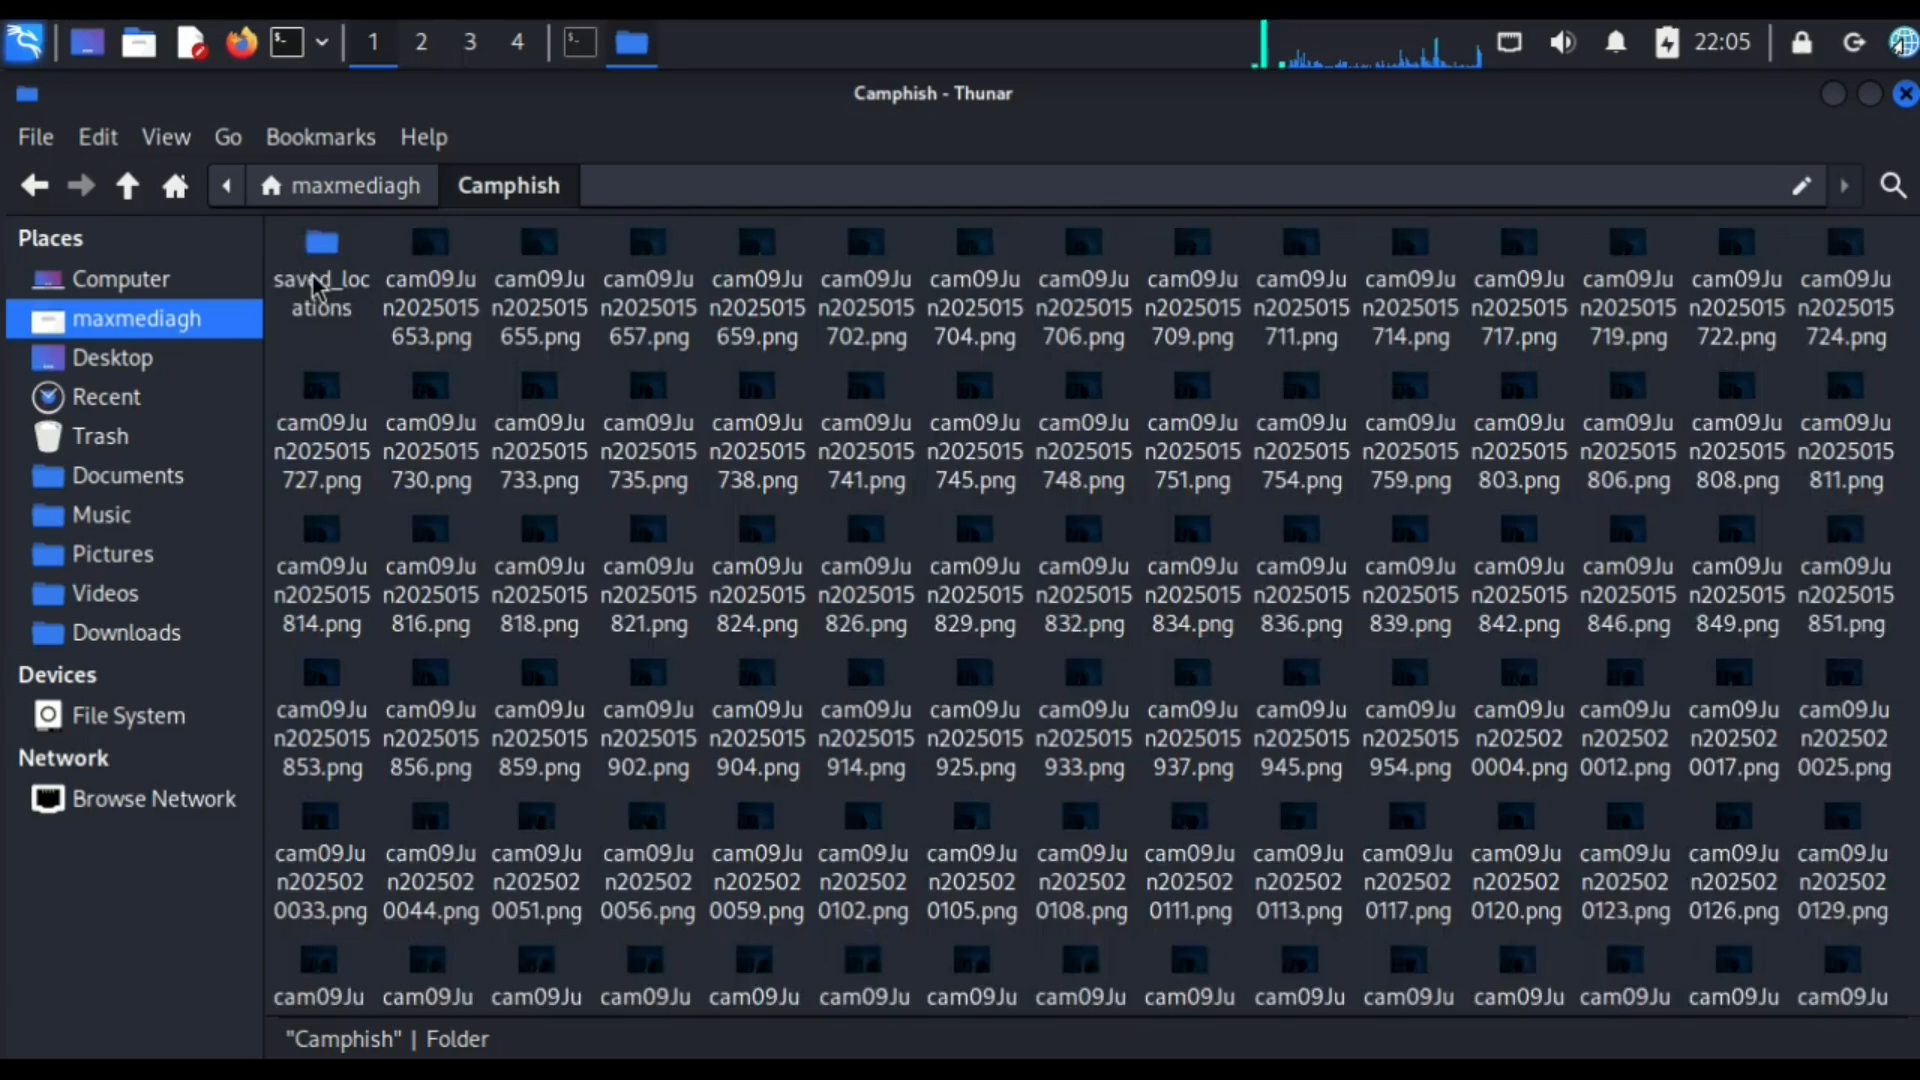 1 2 3 4 22:05
Camphish - Thunar
File Edit View Go Bookmarks Help
maxmediagh Camphish
Places
Computer
maxmediagh
Desktop
Recent
Trash
Documents
Music
Pictures
Videos
Downloads
Devices
File System
Network
Browse Network
saved_loc cam09Ju cam09Ju cam09Ju cam09Ju cam09Ju cam09Ju cam09Ju cam09Ju cam09Ju cam09Ju cam09Ju cam09Ju cam09Ju cam09Ju
ations n2025015 n2025015 n2025015 n2025015 n2025015 n2025015 n2025015 n2025015 n2025015 n2025015 n2025015 n2025015 n2025015 n2025015
653.png 655.png 657.png 659.png 702.png 704.png 706.png 709.png 711.png 714.png 717.png 719.png 722.png 724.png
cam09Ju cam09Ju cam09Ju cam09Ju cam09Ju cam09Ju cam09Ju cam09Ju cam09Ju cam09Ju cam09Ju cam09Ju cam09Ju cam09Ju cam09Ju
n2025015 n2025015 n2025015 n2025015 n2025015 n2025015 n2025015 n2025015 n2025015 n2025015 n2025015 n2025015 n2025015 n2025015 n2025015
727.png 730.png 733.png 735.png 738.png 741.png 745.png 748.png 751.png 754.png 759.png 803.png 806.png 808.png 811.png
cam09Ju cam09Ju cam09Ju cam09Ju cam09Ju cam09Ju cam09Ju cam09Ju cam09Ju cam09Ju cam09Ju cam09Ju cam09Ju cam09Ju cam09Ju
n2025015 n2025015 n2025015 n2025015 n2025015 n2025015 n2025015 n2025015 n2025015 n2025015 n2025015 n2025015 n2025015 n2025015 n2025015
814.png 816.png 818.png 821.png 824.png 826.png 829.png 832.png 834.png 836.png 839.png 842.png 846.png 849.png 851.png
cam09Ju cam09Ju cam09Ju cam09Ju cam09Ju cam09Ju cam09Ju cam09Ju cam09Ju cam09Ju cam09Ju cam09Ju cam09Ju cam09Ju cam09Ju
n2025015 n2025015 n2025015 n2025015 n2025015 n2025015 n2025015 n2025015 n2025015 n2025015 n2025015 n202502 n202502 n202502 n202502
853.png 856.png 859.png 902.png 904.png 914.png 925.png 933.png 937.png 945.png 954.png 0004.png 0012.png 0017.png 0025.png
cam09Ju cam09Ju cam09Ju cam09Ju cam09Ju cam09Ju cam09Ju cam09Ju cam09Ju cam09Ju cam09Ju cam09Ju cam09Ju cam09Ju cam09Ju
n202502 n202502 n202502 n202502 n202502 n202502 n202502 n202502 n202502 n202502 n202502 n202502 n202502 n202502 n202502
0033.png 0044.png 0051.png 0056.png 0059.png 0102.png 0105.png 0108.png 0111.png 0113.png 0117.png 0120.png 0123.png 0126.png 0129.png
cam09Ju cam09Ju cam09Ju cam09Ju cam09Ju cam09Ju cam09Ju cam09Ju cam09Ju cam09Ju cam09Ju cam09Ju cam09Ju cam09Ju cam09Ju
"Camphish" | Folder